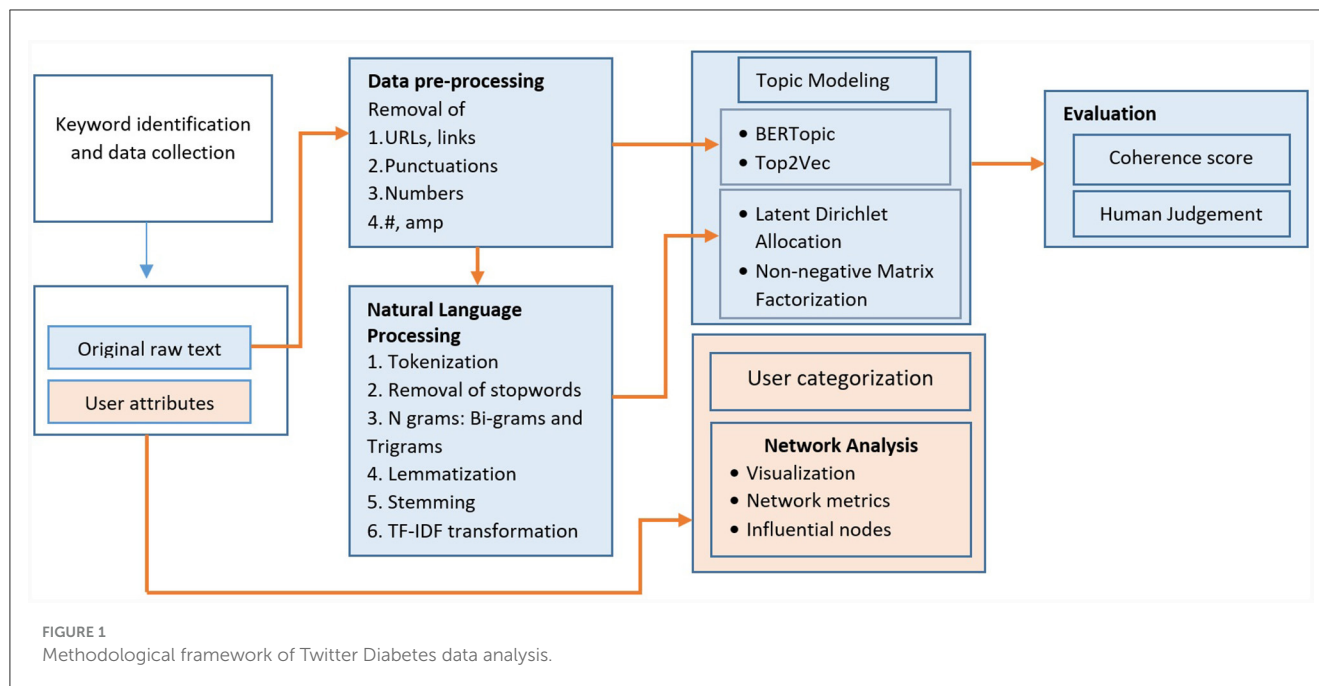 Keyword identification
and data collection
Original raw text
User attributes
Data pre-processing
Removal of
1.URLs, links
2.Punctuations
3.Numbers
4.#, amp
Natural Language
Processing
1. Tokenization
2. Removal of stopwords
3. N grams: Bi-grams and
Trigrams
4. Lemmatization
5. Stemming
6. TF-IDF transformation
Topic Modeling
• BERTopic
• Top2Vec
• Latent Dirichlet
Allocation
• Non-negative Matrix
Factorization
User categorization
Network Analysis
• Visualization
• Network metrics
• Influential nodes
Evaluation
Coherence score
Human Judgement
FIGURE 1
Methodological framework of Twitter Diabetes data analysis.